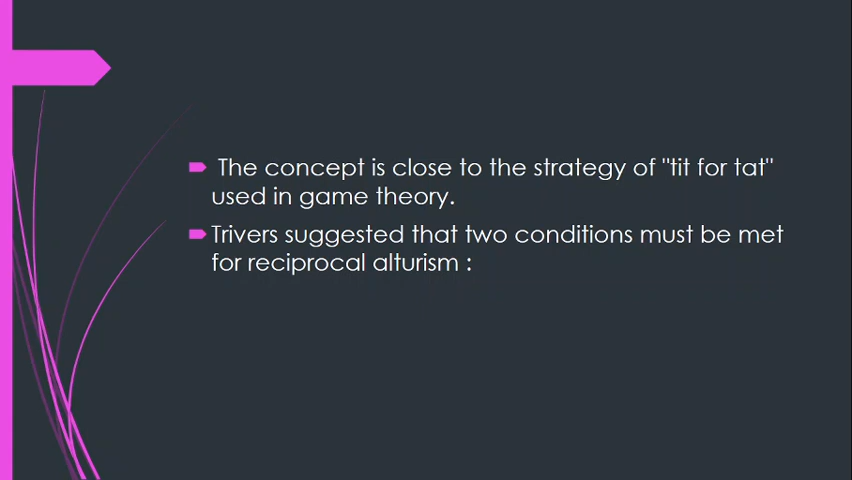 The concept is close to the strategy of "tit for tat"
used in game theory.
Trivers suggested that two conditions must be met
for reciprocal alturism :